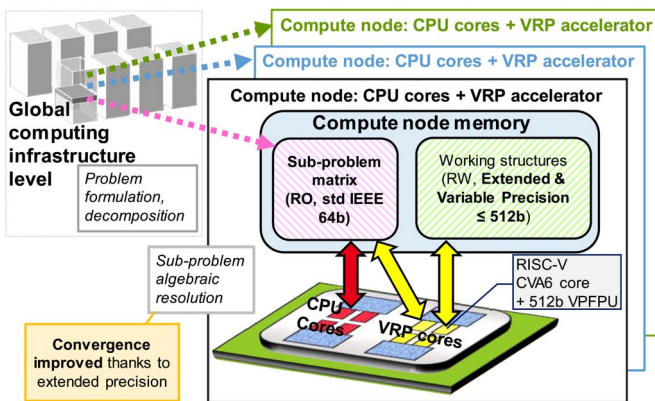 Compute node: CPU cores + VRP accelerator
Compute node: CPU cores + VRP accelerator
Compute node: CPU cores + VRP accelerator
Global
computing
infrastructure
level
Problem
formulation,
decomposition
Compute node memory
Sub-problem
matrix
(RO, std IEEE
64b)
Working structures
(RW, Extended &
Variable Precision
≤ 512b)
Sub-problem
algebraic
resolution
RISC-V
CVA6 core
+ 512b VPFPU
CPU
Cores
VRP cores
Convergence
improved thanks to
extended precision